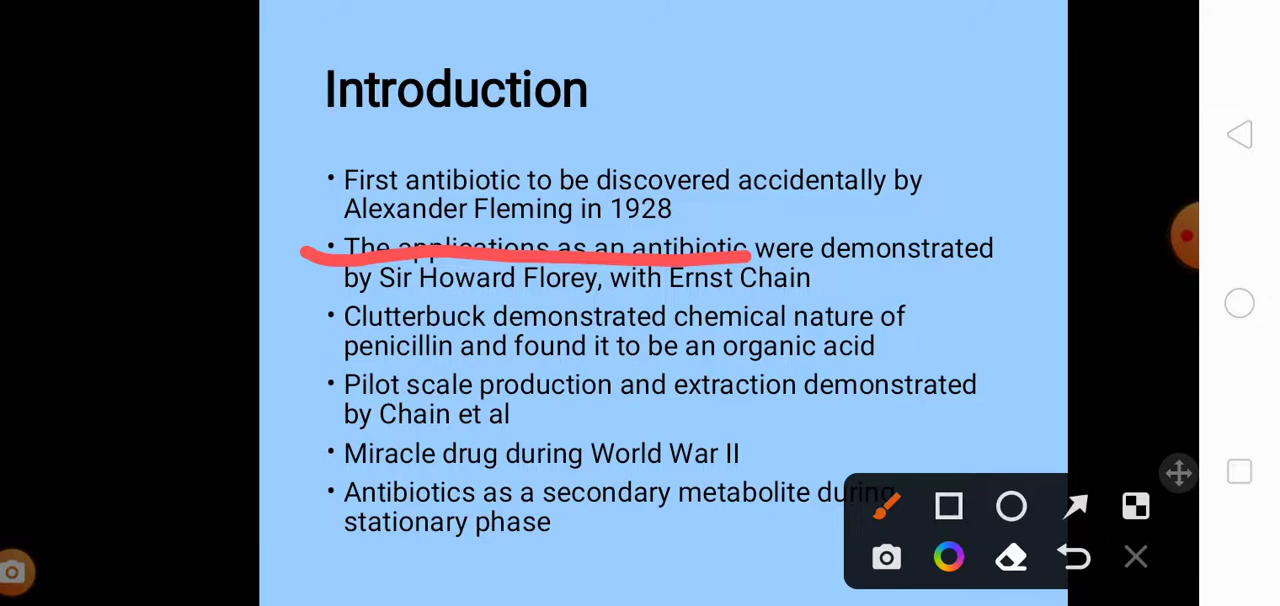 Introduction
• First antibiotic to be discovered accidentally by
Alexander Fleming in 1928
• The applications as an antibiotic were demonstrated
by Sir Howard Florey, with Ernst Chain
• Clutterbuck demonstrated chemical nature of
penicillin and found it to be an organic acid
• Pilot scale production and extraction demonstrated
by Chain et al
• Miracle drug during World War II
• Antibiotics as a secondary metabolite during
stationary phase